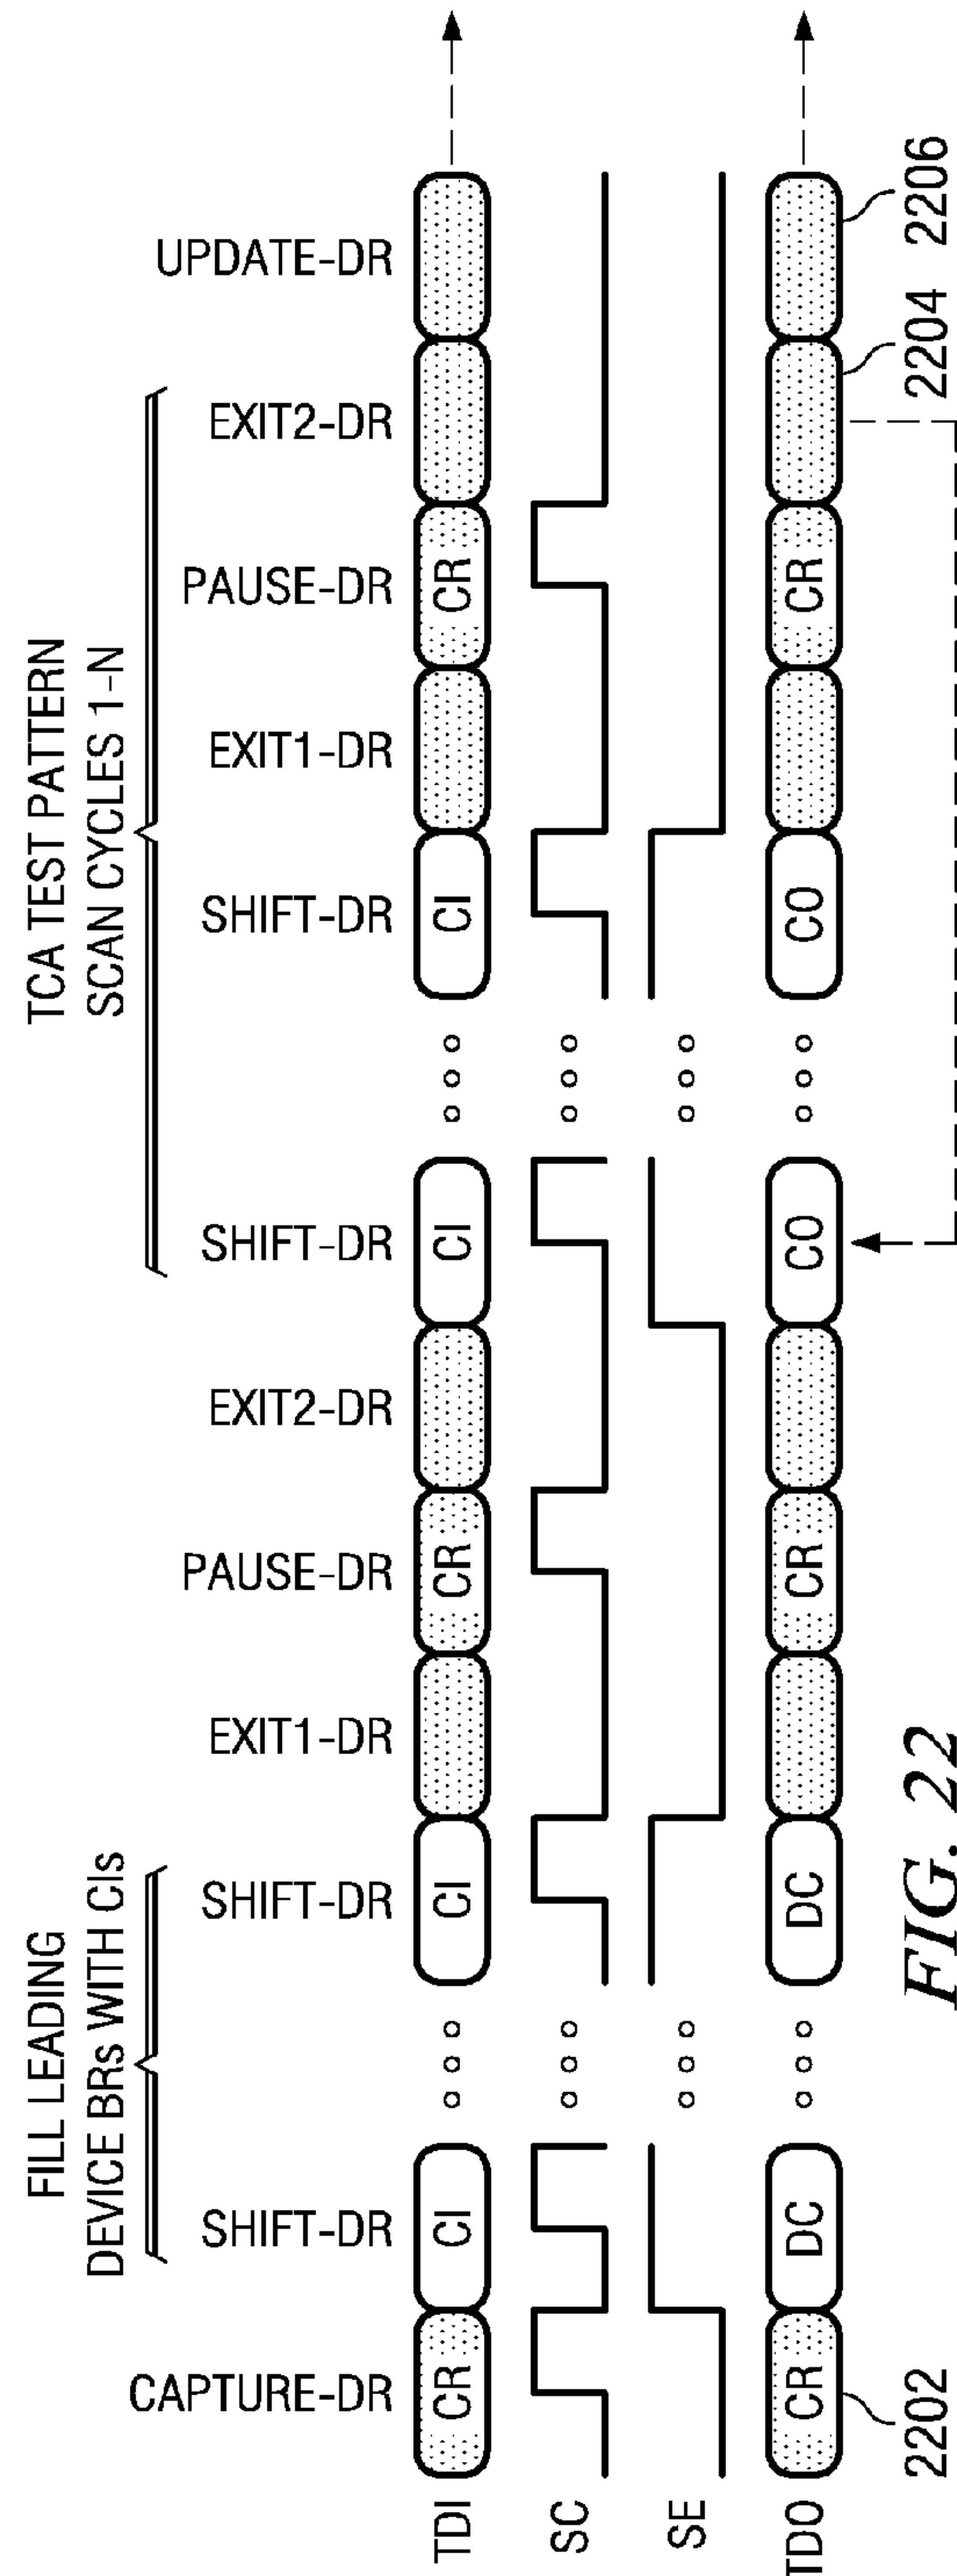 FILL LEADING
DEVICE BRs WITH CIs
TCA TEST PATTERN
SCAN CYCLES 1-N
CAPTURE-DR
SHIFT-DR
SHIFT-DR
EXIT1-DR
PAUSE-DR
EXIT2-DR
SHIFT-DR
SHIFT-DR
EXIT1-DR
PAUSE-DR
EXIT2-DR
UPDATE-DR
TDI CR CI CI CR CI CI CR
SC
SE
TDO CR DC DC CR CO CO CR
2202
2204
2206
FIG. 22